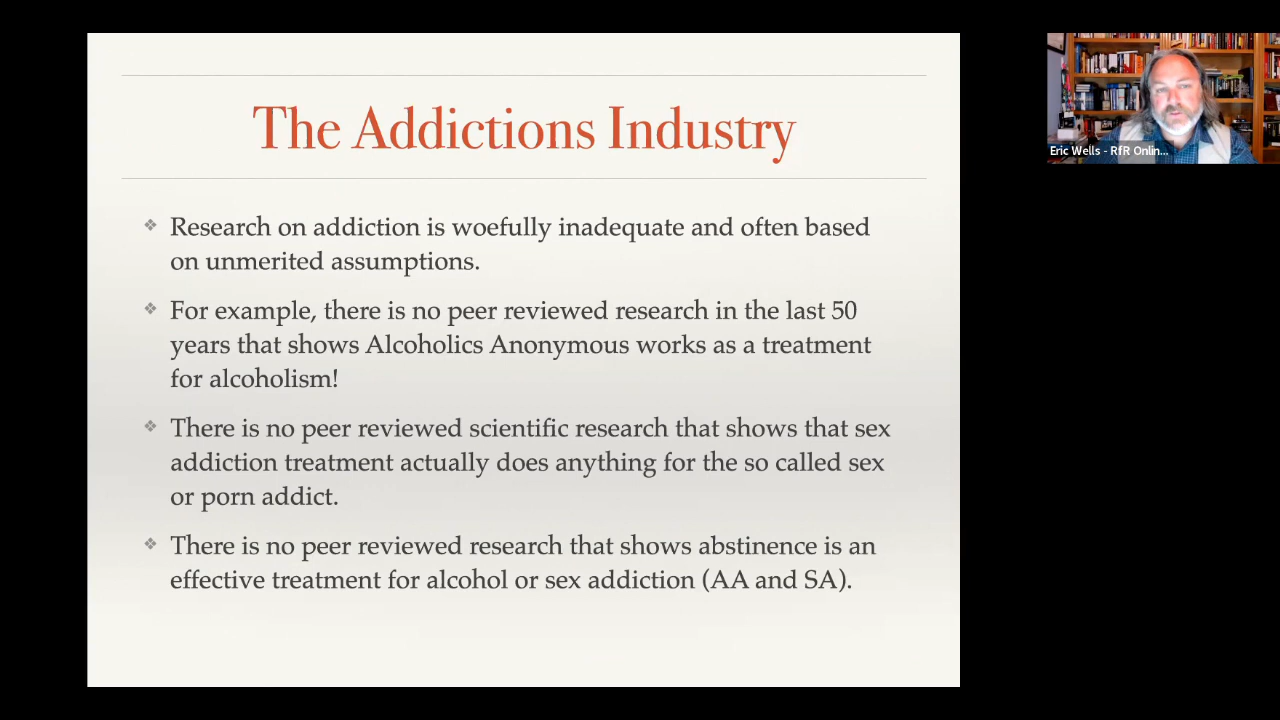 The Addictions Industry
Research on addiction is woefully inadequate and often based
on unmerited assumptions.
For example, there is no peer reviewed research in the last 50
years that shows Alcoholics Anonymous works as a treatment
for alcoholism!
There is no peer reviewed scientific research that shows that sex
addiction treatment actually does anything for the so called sex
or porn addict.
There is no peer reviewed research that shows abstinence is an
effective treatment for alcohol or sex addiction (AA and SA).
Eric Wells - RfR Onlin...